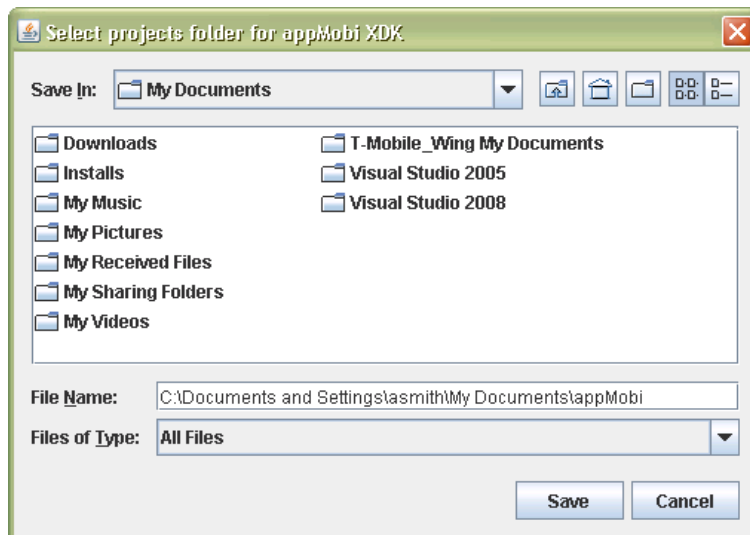 Select projects folder for appMobi XDK
Save In: My Documents
Downloads
Installs
My Music
My Pictures
My Received Files
My Sharing Folders
My Videos
T-Mobile_Wing My Documents
Visual Studio 2005
Visual Studio 2008
File Name: C:\Documents and Settings\asmith\My Documents\appMobi
Files of Type: All Files
Save Cancel